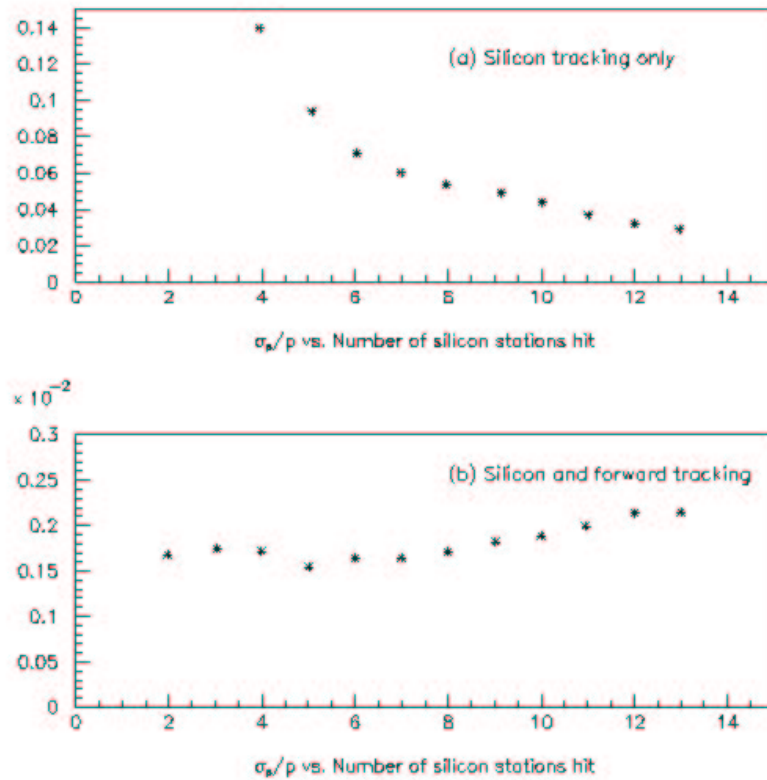 0.14
(a) Silicon tracking only
0.12
0.1
0.08
0.06
0.04
0.02
0
0 2 4 6 8 10 12 14
σp/p vs. Number of silicon stations hit
× 10⁻²
0.3
(b) Silicon and forward tracking
0.25
0.2
0.15
0.1
0.05
0
0 2 4 6 8 10 12 14
σp/p vs. Number of silicon stations hit